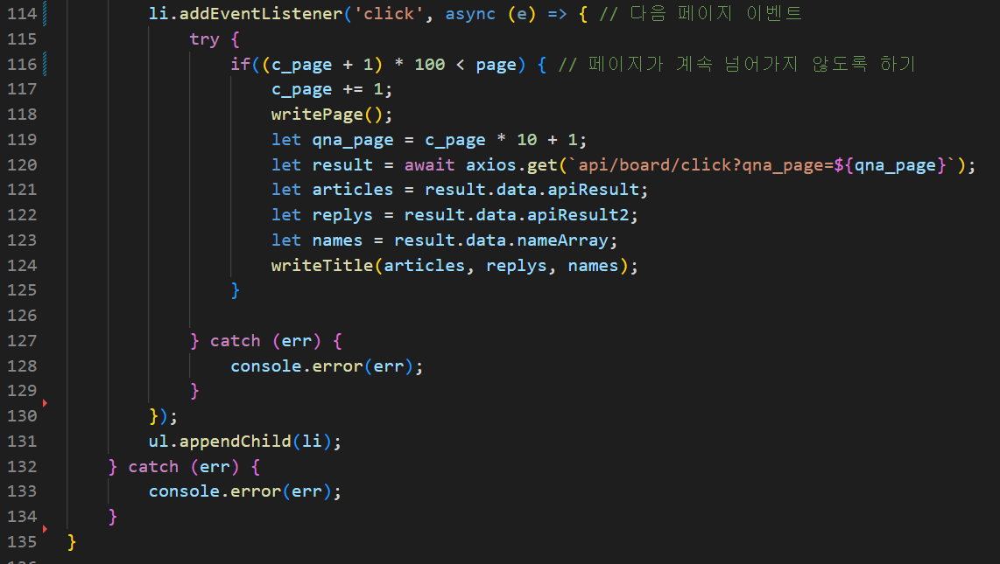 114 li.addEventListener('click', async (e) => { // 다음 페이지 이벤트
115 try {
116 if((c_page + 1) * 100 < page) { // 페이지가 계속 넘어가지 않도록 하기
117 c_page += 1;
118 writePage();
119 let qna_page = c_page * 10 + 1;
120 let result = await axios.get(`api/board/click?qna_page=${qna_page}`);
121 let articles = result.data.apiResult;
122 let replys = result.data.apiResult2;
123 let names = result.data.nameArray;
124 writeTitle(articles, replys, names);
125 }
126
127 } catch (err) {
128 console.error(err);
129 }
130 });
131 ul.appendChild(li);
132 } catch (err) {
133 console.error(err);
134 }
135 }